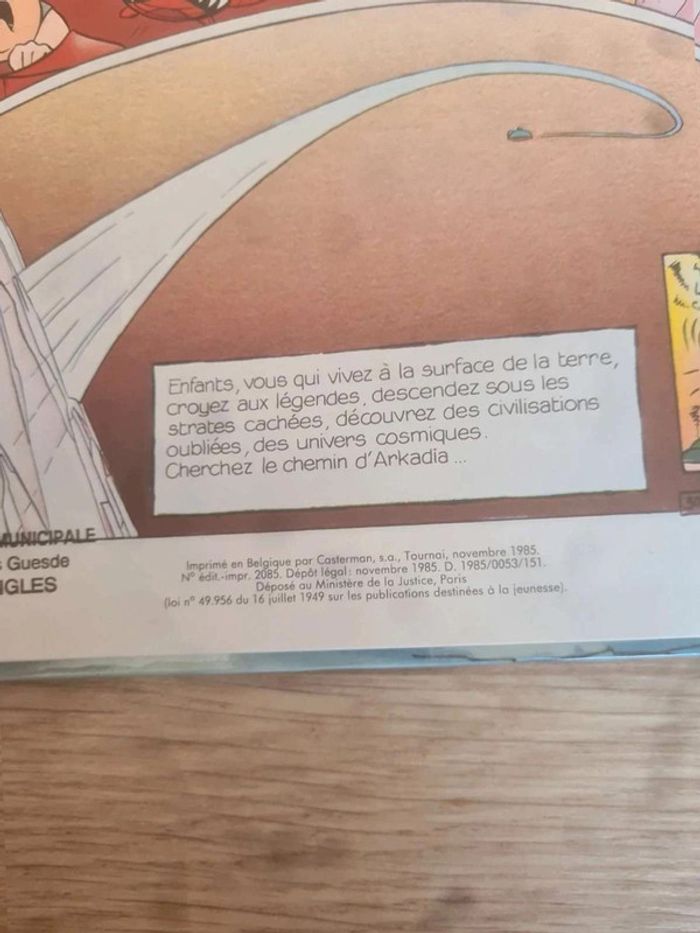 Enfants, vous qui vivez à la surface de la terre,
croyez aux légendes, descendez sous les
strates cachées, découvrez des civilisations
oubliées, des univers cosmiques.
Cherchez le chemin d'Arkadia ...
MUNICIPALE
Guesde
IGLES
Imprimé en Belgique par Casterman, s.a., Tournai, novembre 1985.
N° édit.-impr. 2085. Dépôt légal : novembre 1985. D. 1985/0053/151.
Déposé au Ministère de la Justice, Paris
(loi n° 49.956 du 16 juillet 1949 sur les publications destinées à la jeunesse).